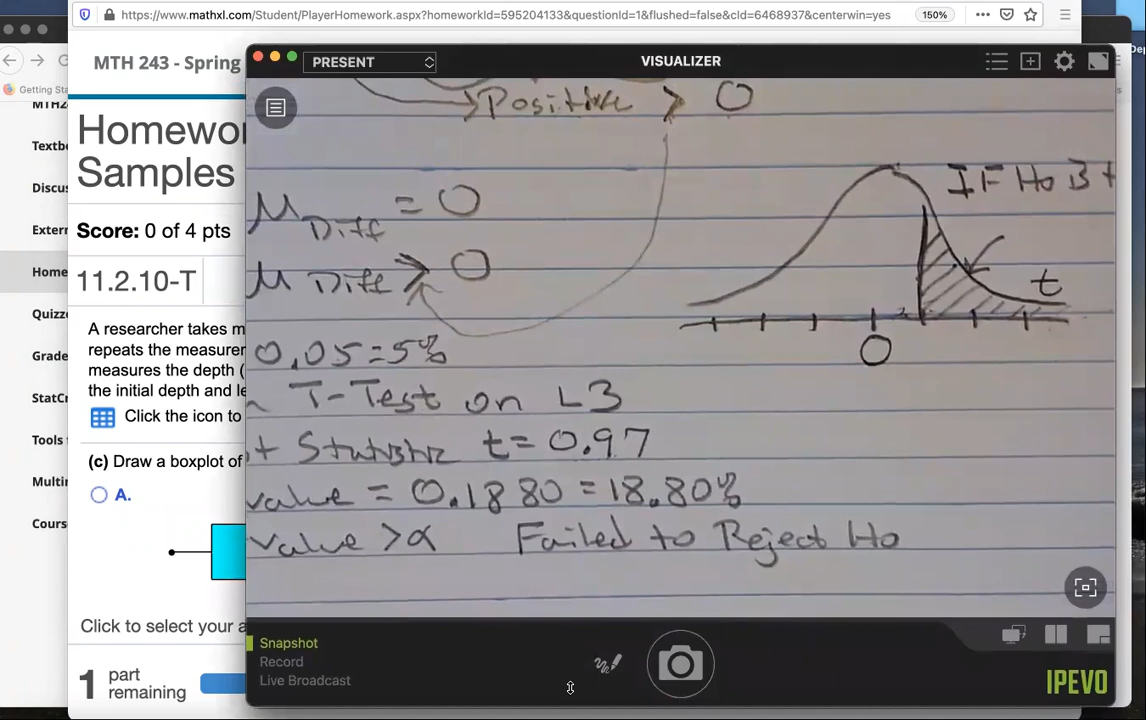 https://www.mathxl.com/Student/PlayerHomework.aspx?homeworkId=595204133&questionId=1&flushed=false&cId=6468937&centerwin=yes
150%
MTH 243 - Spring
PRESENT
VISUALIZER
Getting Sta
Textb
Discus
Extern
Home
Quizz
Grade
StatC
Tools
Multi
Cours
Homewor
Samples
Score: 0 of 4 pts
11.2.10-T
A researcher takes m
repeats the measurer
measures the depth (
the initial depth and le
Click the icon to
(c) Draw a boxplot of
A.
Click to select your a
1 part
remaining
Positive > 0
μ Diff = 0
μ Diff > 0
IF Ho
t
0
0.05 = 5%
T-Test on L3
t = 0.97
value = 0.1880 = 18.80%
value > α Failed to Reject Ho
Snapshot
Record
Live Broadcast
IPEVO